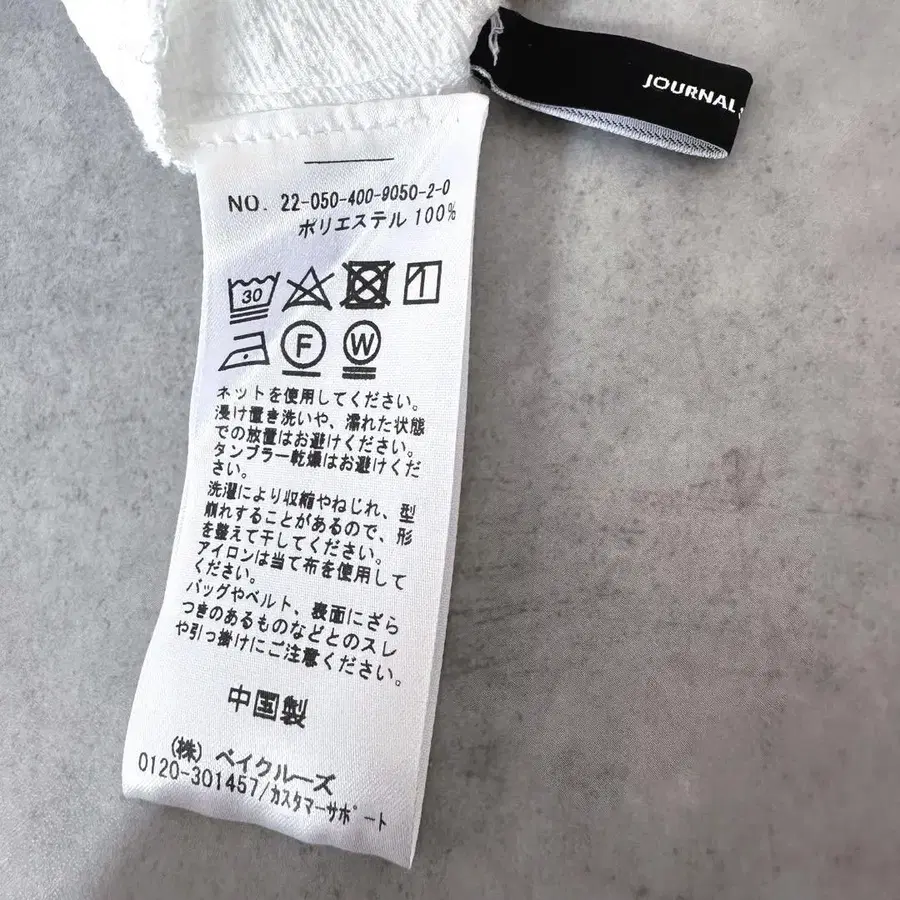 JOURNAL
NO. 22-050-400-9050-2-0
ポリエステル 100%
30
F
W
ネットを使用してください。
浸け置き洗いや、濡れた状態
での放置はお避けください。
タンブラー乾燥はお避けくだ
さい。
洗濯により収縮やねじれ、型
崩れすることがあるので、形
を整えて干してください。
アイロンは当て布を使用して
ください。
バッグやベルト、表面にざら
つきのあるものなどとのスレ
や引っ掛けにご注意ください。
中国製
(株) ベイクルーズ
0120-301457/カスタマーサポート